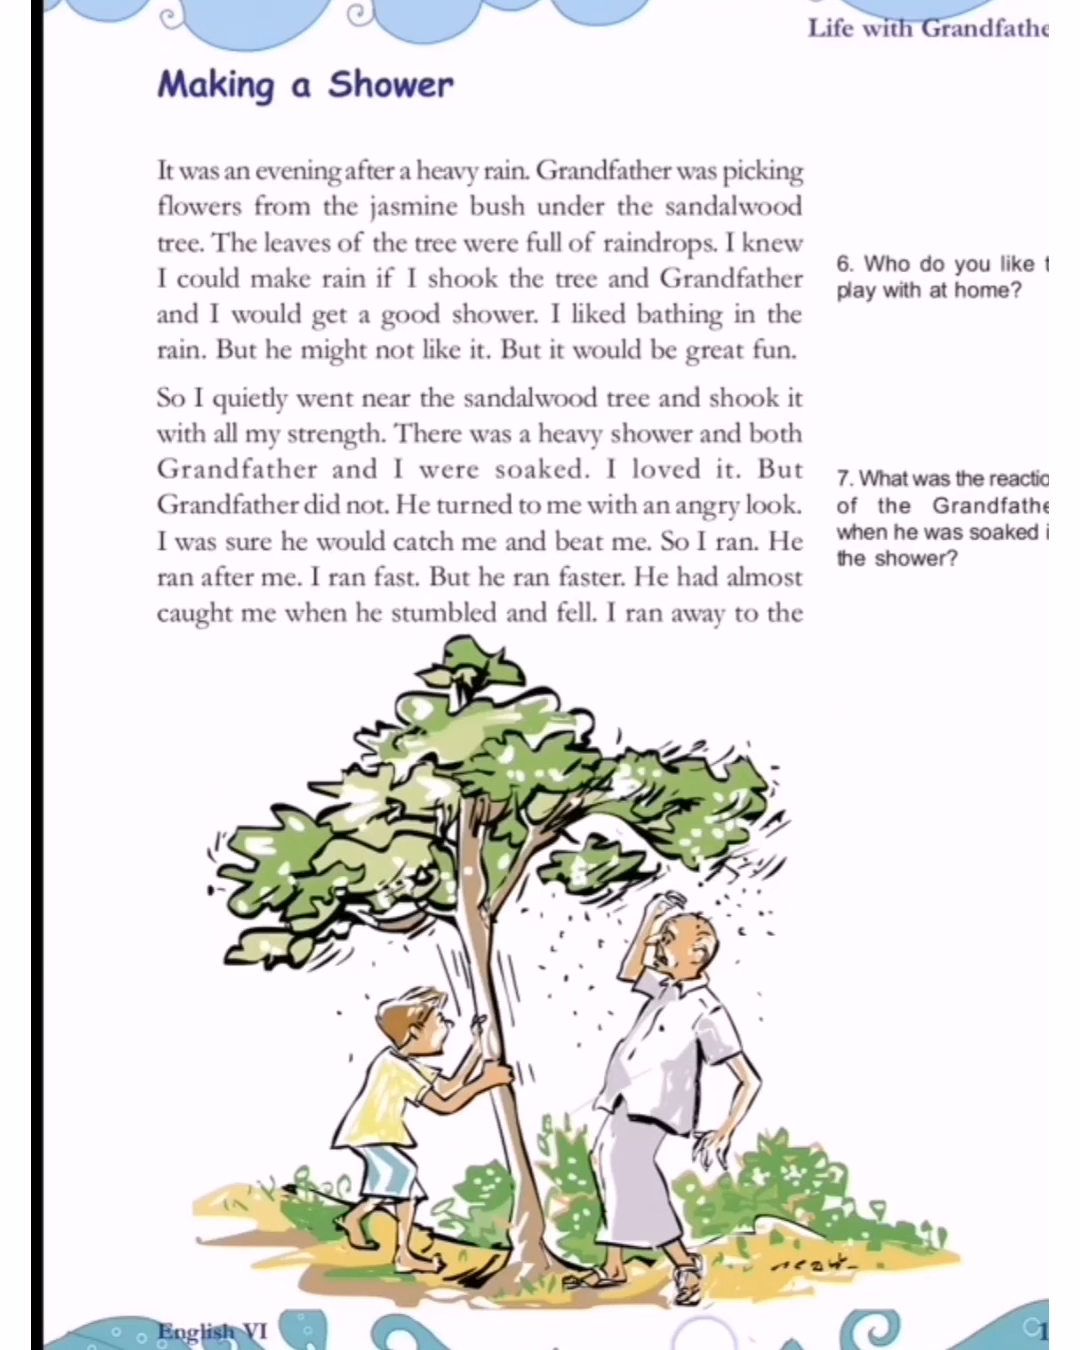 Life with Grandfathe
Making a Shower
It was an evening after a heavy rain. Grandfather was picking
flowers from the jasmine bush under the sandalwood
tree. The leaves of the tree were full of raindrops. I knew
I could make rain if I shook the tree and Grandfather
and I would get a good shower. I liked bathing in the
rain. But he might not like it. But it would be great fun.
6. Who do you like t
play with at home?
So I quietly went near the sandalwood tree and shook it
with all my strength. There was a heavy shower and both
Grandfather and I were soaked. I loved it. But
Grandfather did not. He turned to me with an angry look.
I was sure he would catch me and beat me. So I ran. He
ran after me. I ran fast. But he ran faster. He had almost
caught me when he stumbled and fell. I ran away to the
7. What was the reactio
of the Grandfathe
when he was soaked i
the shower?
English VI
1